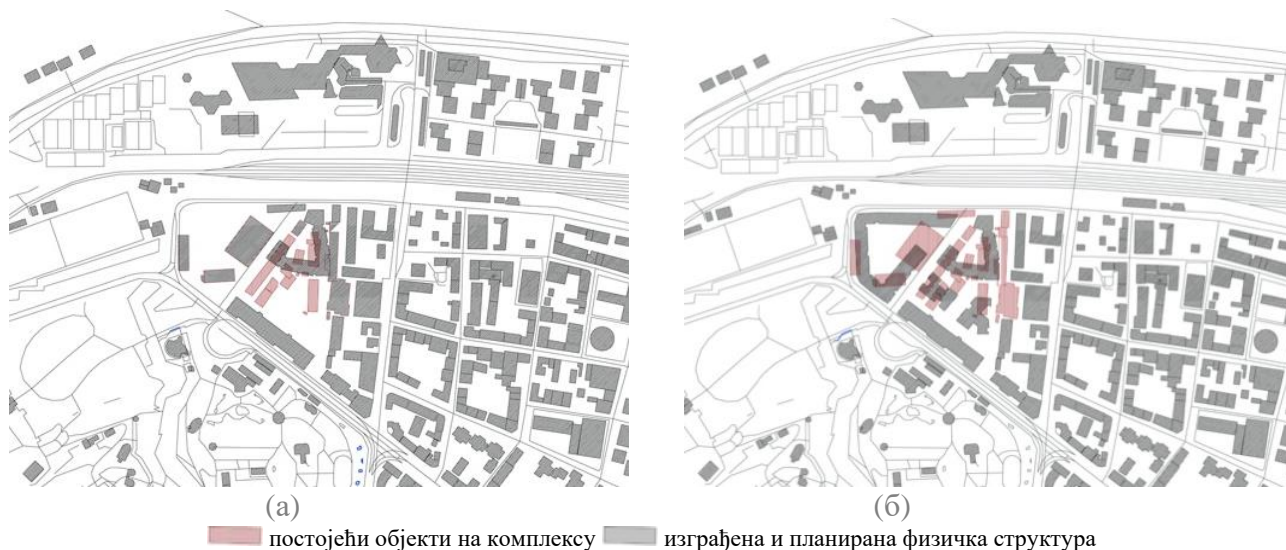 (а)
(б)
постојећи објекти на комплексу изграђена и планирана физичка структура